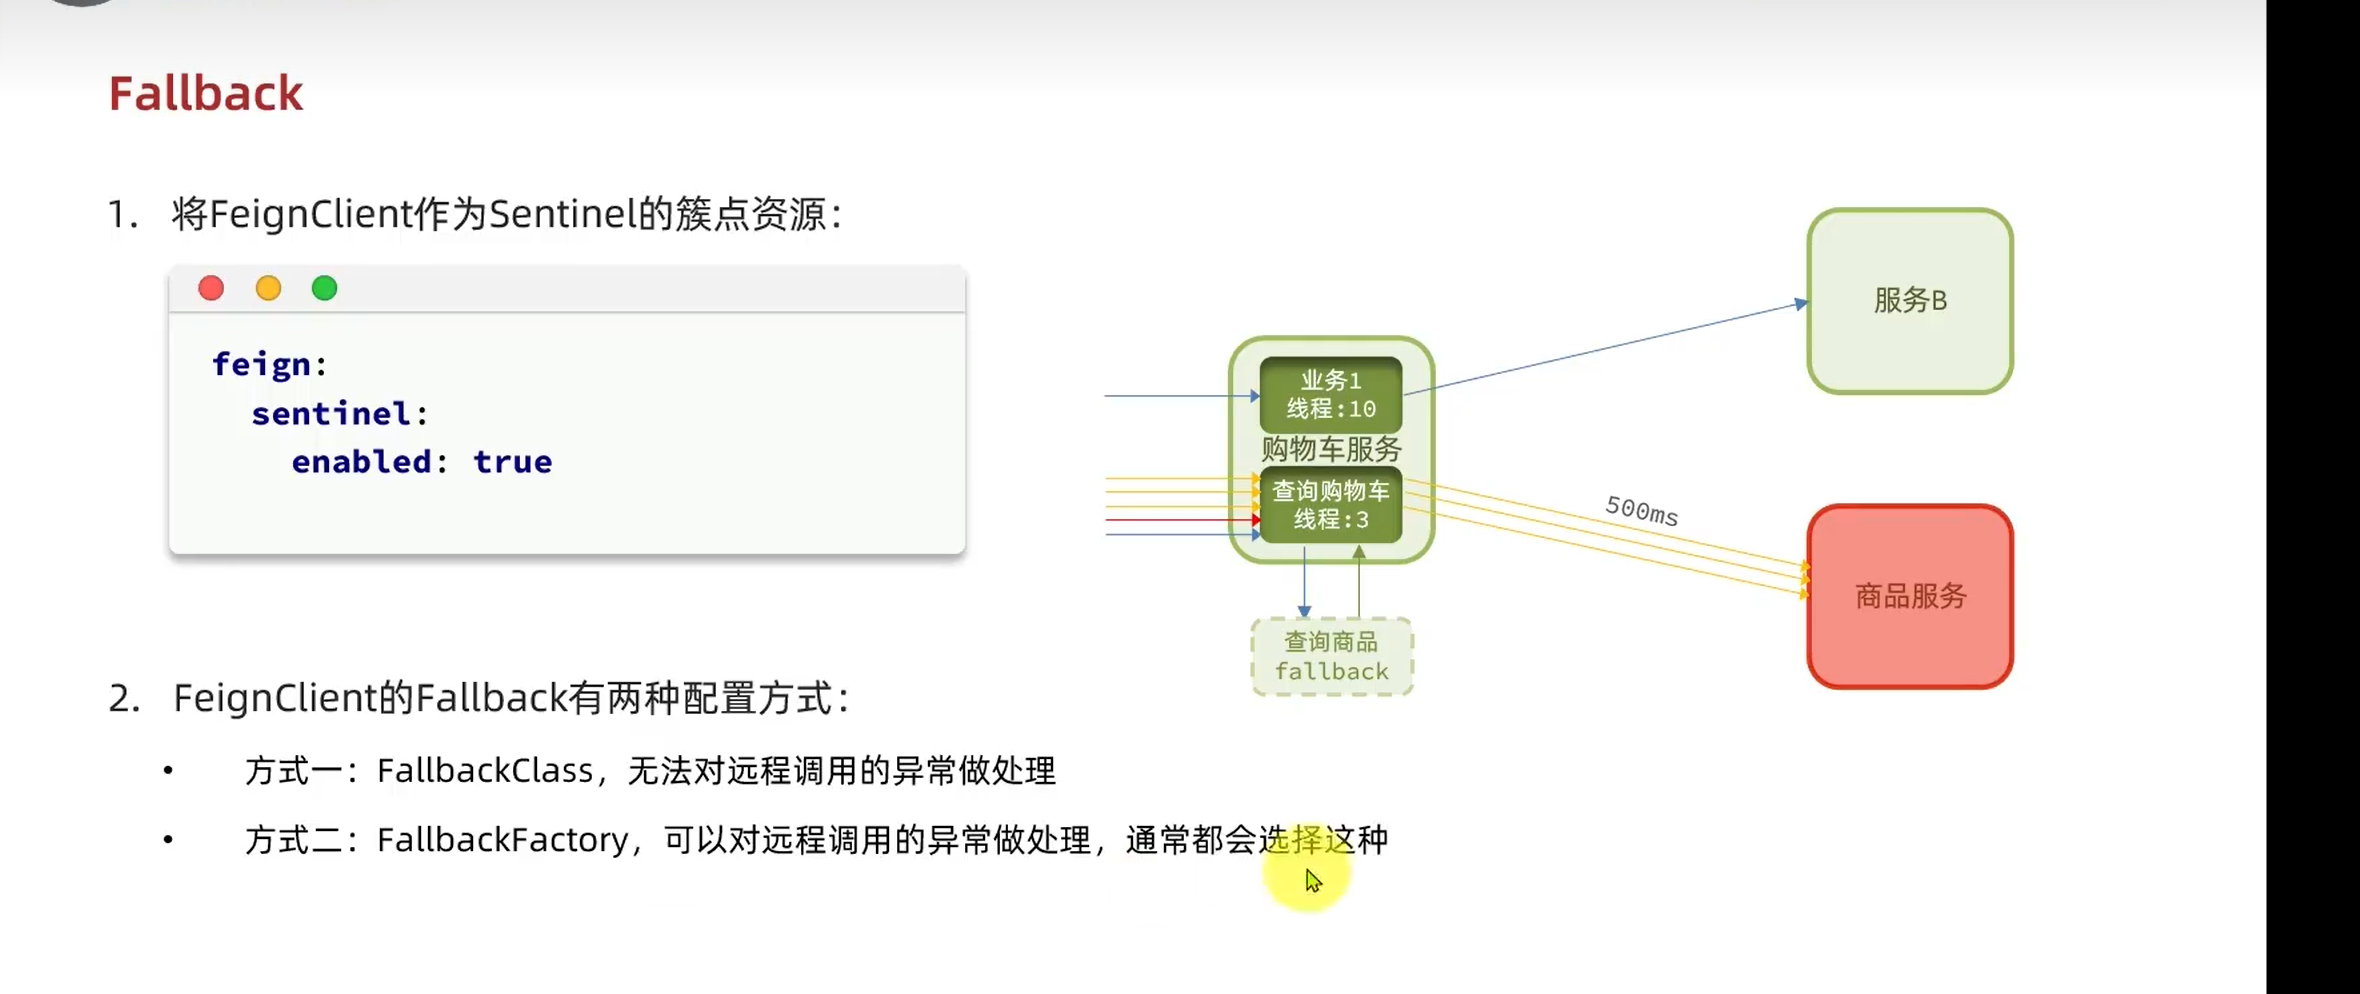 Fallback
1. 将FeignClient作为Sentinel的簇点资源：
feign:
sentinel:
enabled: true
2. FeignClient的Fallback有两种配置方式：
• 方式一：FallbackClass，无法对远程调用的异常做处理
• 方式二：FallbackFactory，可以对远程调用的异常做处理，通常都会选择这种
业务1
线程:10
购物车服务
查询购物车
线程:3
查询商品
fallback
500ms
服务B
商品服务